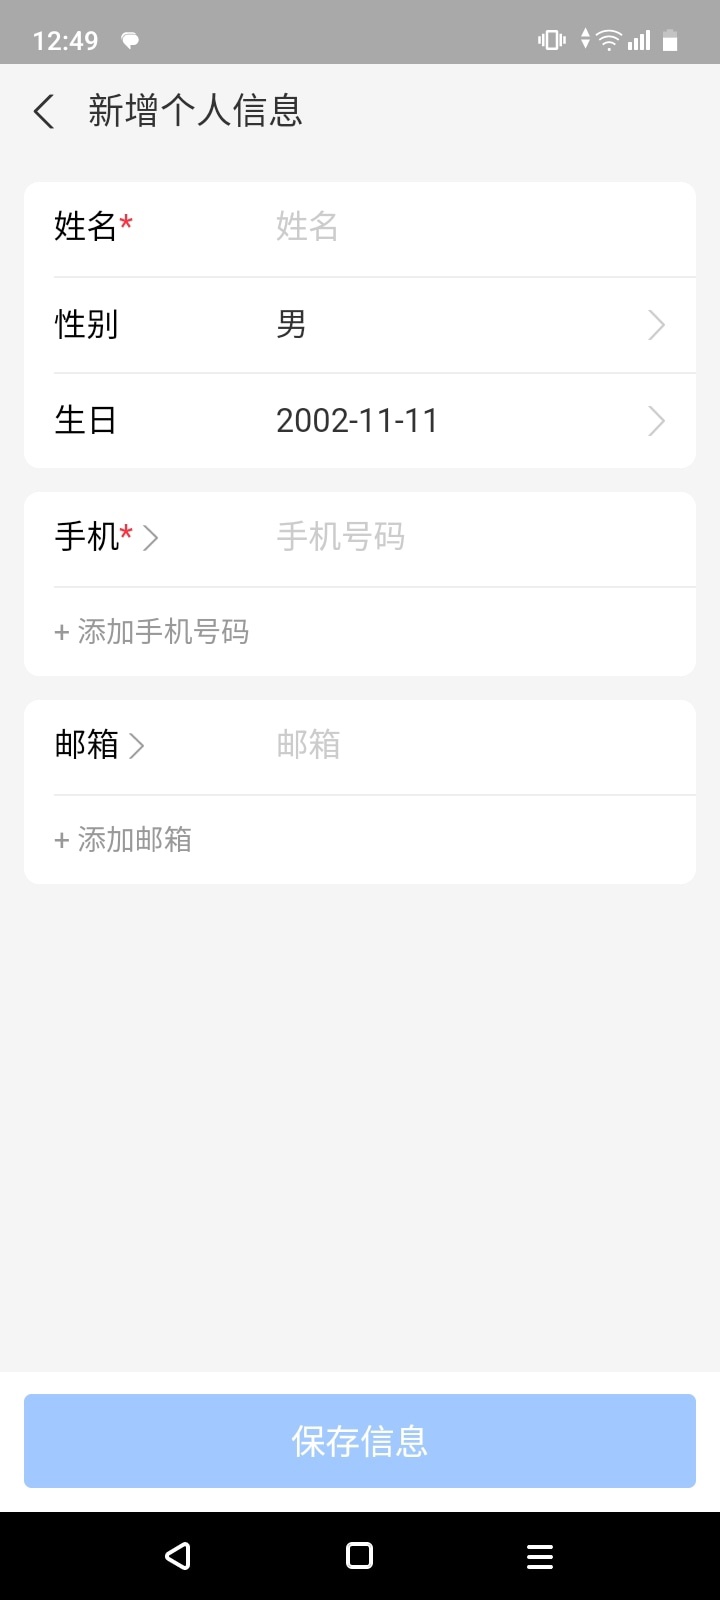 12:49
新增个人信息
姓名* 姓名
性别 男
生日 2002-11-11
手机* 手机号码
+ 添加手机号码
邮箱 邮箱
+ 添加邮箱
保存信息